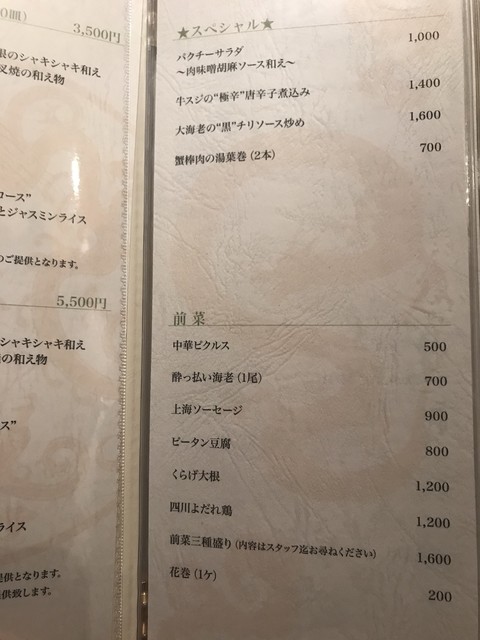 0皿)
3,500円
根のシャキシャキ和え
叉焼の和え物
ロース”
とジャスミンライス
のご提供となります。
5,500円
シャキシャキ和え
の和え物
ース”
ライス
提供となります。
供致します。
★スペシャル★
パクチーサラダ 1,000
～肉味噌胡麻ソース和え～
牛スジの“極辛”唐辛子煮込み 1,400
大海老の“黒”チリソース炒め 1,600
蟹棒肉の湯葉巻(2本) 700
前菜
中華ピクルス 500
酔っ払い海老(1尾) 700
上海ソーセージ 900
ピータン豆腐 800
くらげ大根 1,200
四川よだれ鶏 1,200
前菜三種盛り(内容はスタッフ迄お尋ねください) 1,600
花巻(1ケ) 200